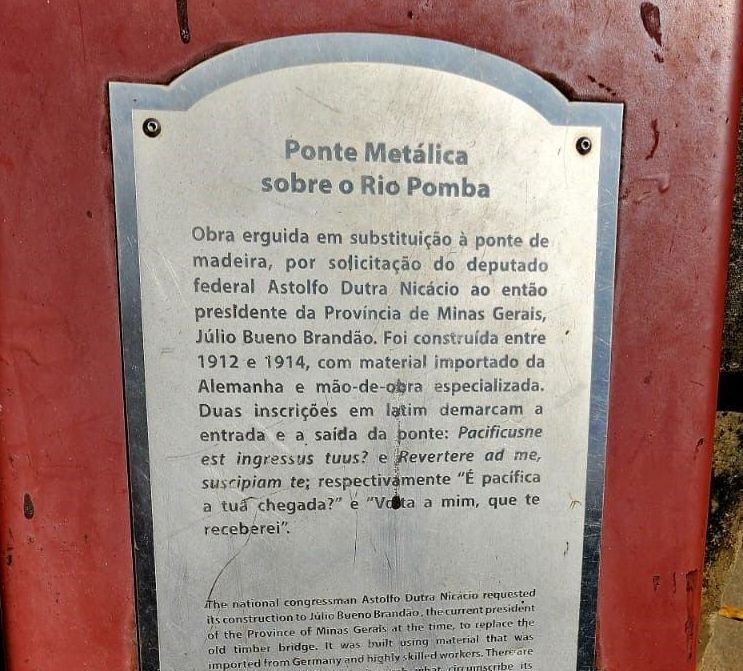 Ponte Metálica
sobre o Rio Pomba
Obra erguida em substituição à ponte de
madeira, por solicitação do deputado
federal Astolfo Dutra Nicácio ao então
presidente da Província de Minas Gerais,
Júlio Bueno Brandão. Foi construída entre
1912 e 1914, com material importado da
Alemanha e mão-de-obra especializada.
Duas inscrições em latim demarcam a
entrada e a saída da ponte: Pacificusne
est ingressus tuus? e Revertere ad me,
suscipiam te; respectivamente “É pacífica
a tua chegada?” e “Volta a mim, que te
receberei”.
The national congressman Astolfo Dutra Nicácio requested
its construction to Júlio Bueno Brandão, the current president
of the Province of Minas Gerais at the time, to replace the
old timber bridge. It was built using material that was
imported from Germany and highly skilled workers. There are
what circumscribe its